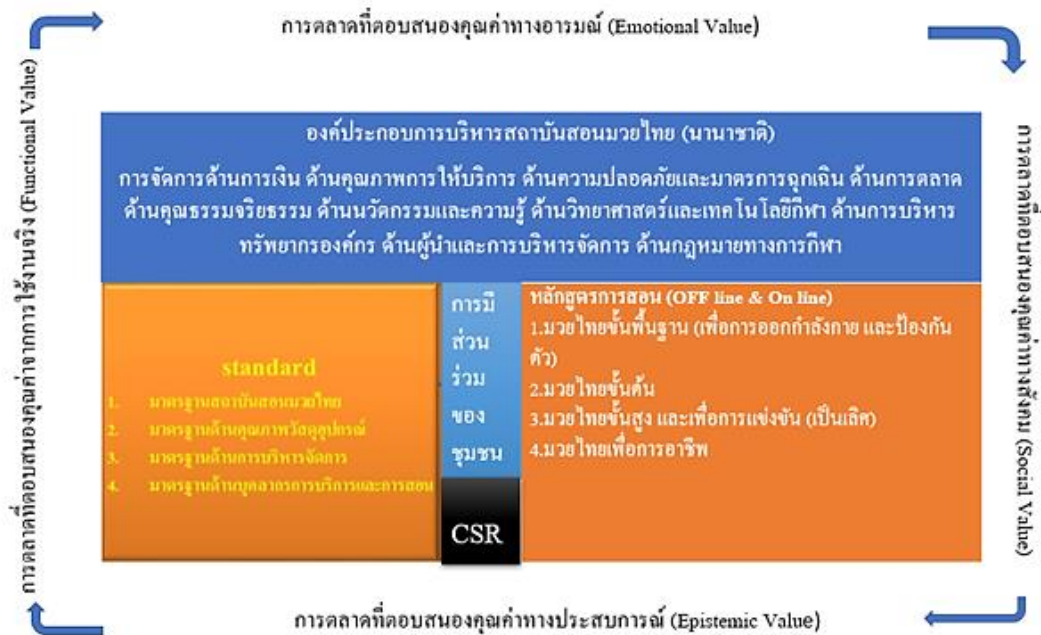 การตลาดที่ตอบสนองคุณค่าทางอารมณ์ (Emotional Value)
การตลาดที่ตอบสนองคุณค่าจากการใช้งานจริง (Functional Value)
องค์ประกอบการบริหารสถาบันสอนมวยไทย (นานาชาติ)
การจัดการด้านการเงิน ด้านคุณภาพการให้บริการ ด้านความปลอดภัยและมาตรการฉุกเฉิน ด้านการตลาด
ด้านคุณธรรมจริยธรรม ด้านนวัตกรรมและความรู้ ด้านวิทยาศาสตร์และเทคโนโลยีกีฬา ด้านการบริหาร
ทรัพยากรองค์กร ด้านผู้นำและการบริหารจัดการ ด้านกฎหมายทางการกีฬา
standard
1. มาตรฐานสถาบันสอนมวยไทย
2. มาตรฐานด้านคุณภาพวัสดุอุปกรณ์
3. มาตรฐานด้านการบริหารจัดการ
4. มาตรฐานด้านบุคลากรการบริการและการสอน
การมี
ส่วน
ร่วม
ของ
ชุมชน
CSR
หลักสูตรการสอน (OFF line & On line)
1.มวยไทยขั้นพื้นฐาน (เพื่อการออกกำลังกาย และป้องกัน
ตัว)
2.มวยไทยขั้นต้น
3.มวยไทยขั้นสูง และเพื่อการแข่งขัน (เป็นเลิศ)
4.มวยไทยเพื่อการอาชีพ
การตลาดที่ตอบสนองคุณค่าทางสังคม (Social Value)
การตลาดที่ตอบสนองคุณค่าทางประสบการณ์ (Epistemic Value)